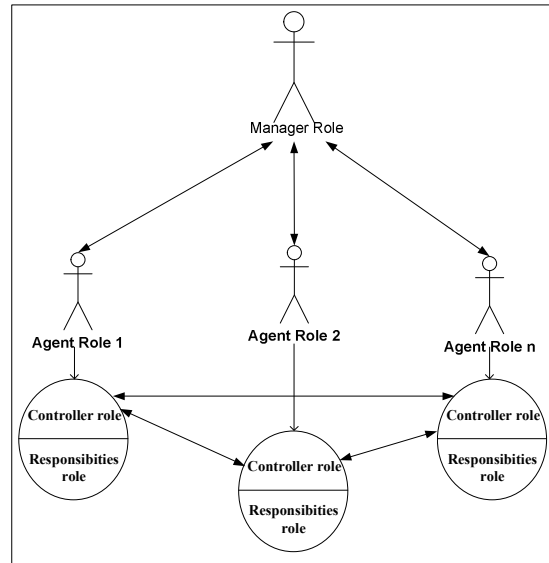 Manager Role
Agent Role 1
Agent Role 2
Agent Role n
Controller role
Responsibities
role
Controller role
Responsibities
role
Controller role
Responsibities
role